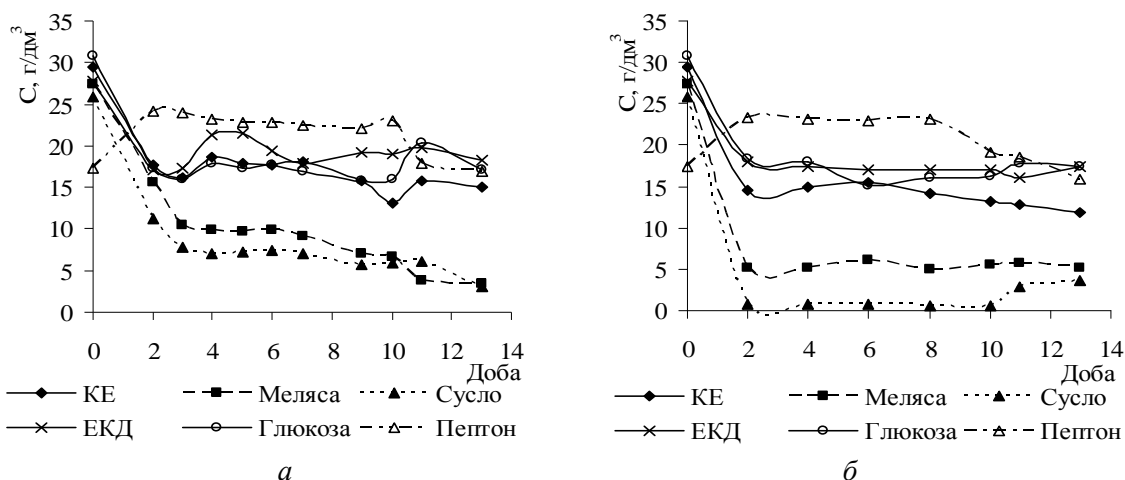 35
30
25
20
15
10
5
0
С, г/дм³
0 2 4 6 8 10 12 14
Доба
КЕ Меляса Сусло
ЕКД Глюкоза Пептон
а
35
30
25
20
15
10
5
0
С, г/дм³
0 2 4 6 8 10 12 14
Доба
КЕ Меляса Сусло
ЕКД Глюкоза Пептон
б